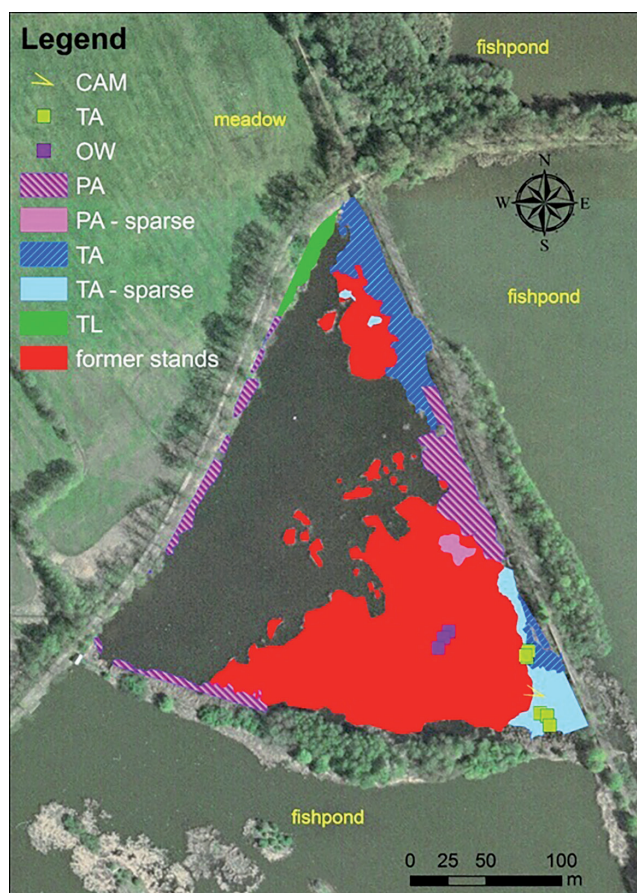 Legend
CAM
TA
OW
PA
PA - sparse
TA
TA - sparse
TL
former stands
fishpond
meadow
N
W E
S
fishpond
fishpond
0 25 50 100
m